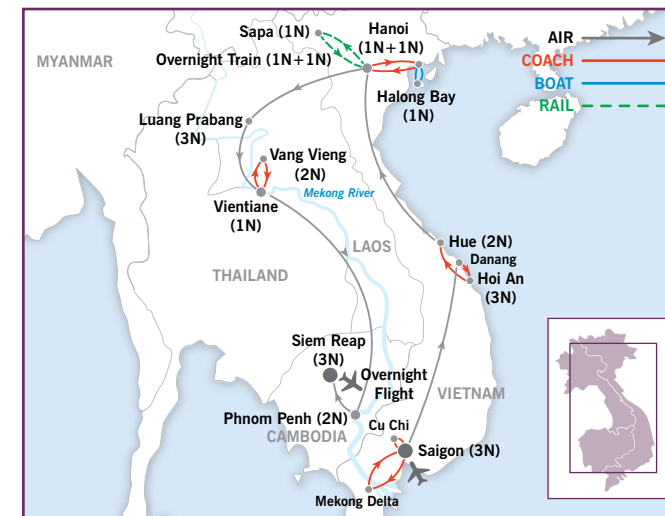 Sapa (1N)
Hanoi
(1N+1N)
Overnight Train (1N+1N)
MYANMAR
AIR
COACH
BOAT
RAIL
Halong Bay
(1N)
Luang Prabang
(3N)
Vang Vieng
(2N)
Mekong River
Vientiane
(1N)
LAOS
Hue (2N)
Danang
Hoi An
(3N)
THAILAND
Siem Reap
(3N)
Overnight
Flight
VIETNAM
Phnom Penh (2N)
CAMBODIA
Cu Chi
Saigon (3N)
Mekong Delta